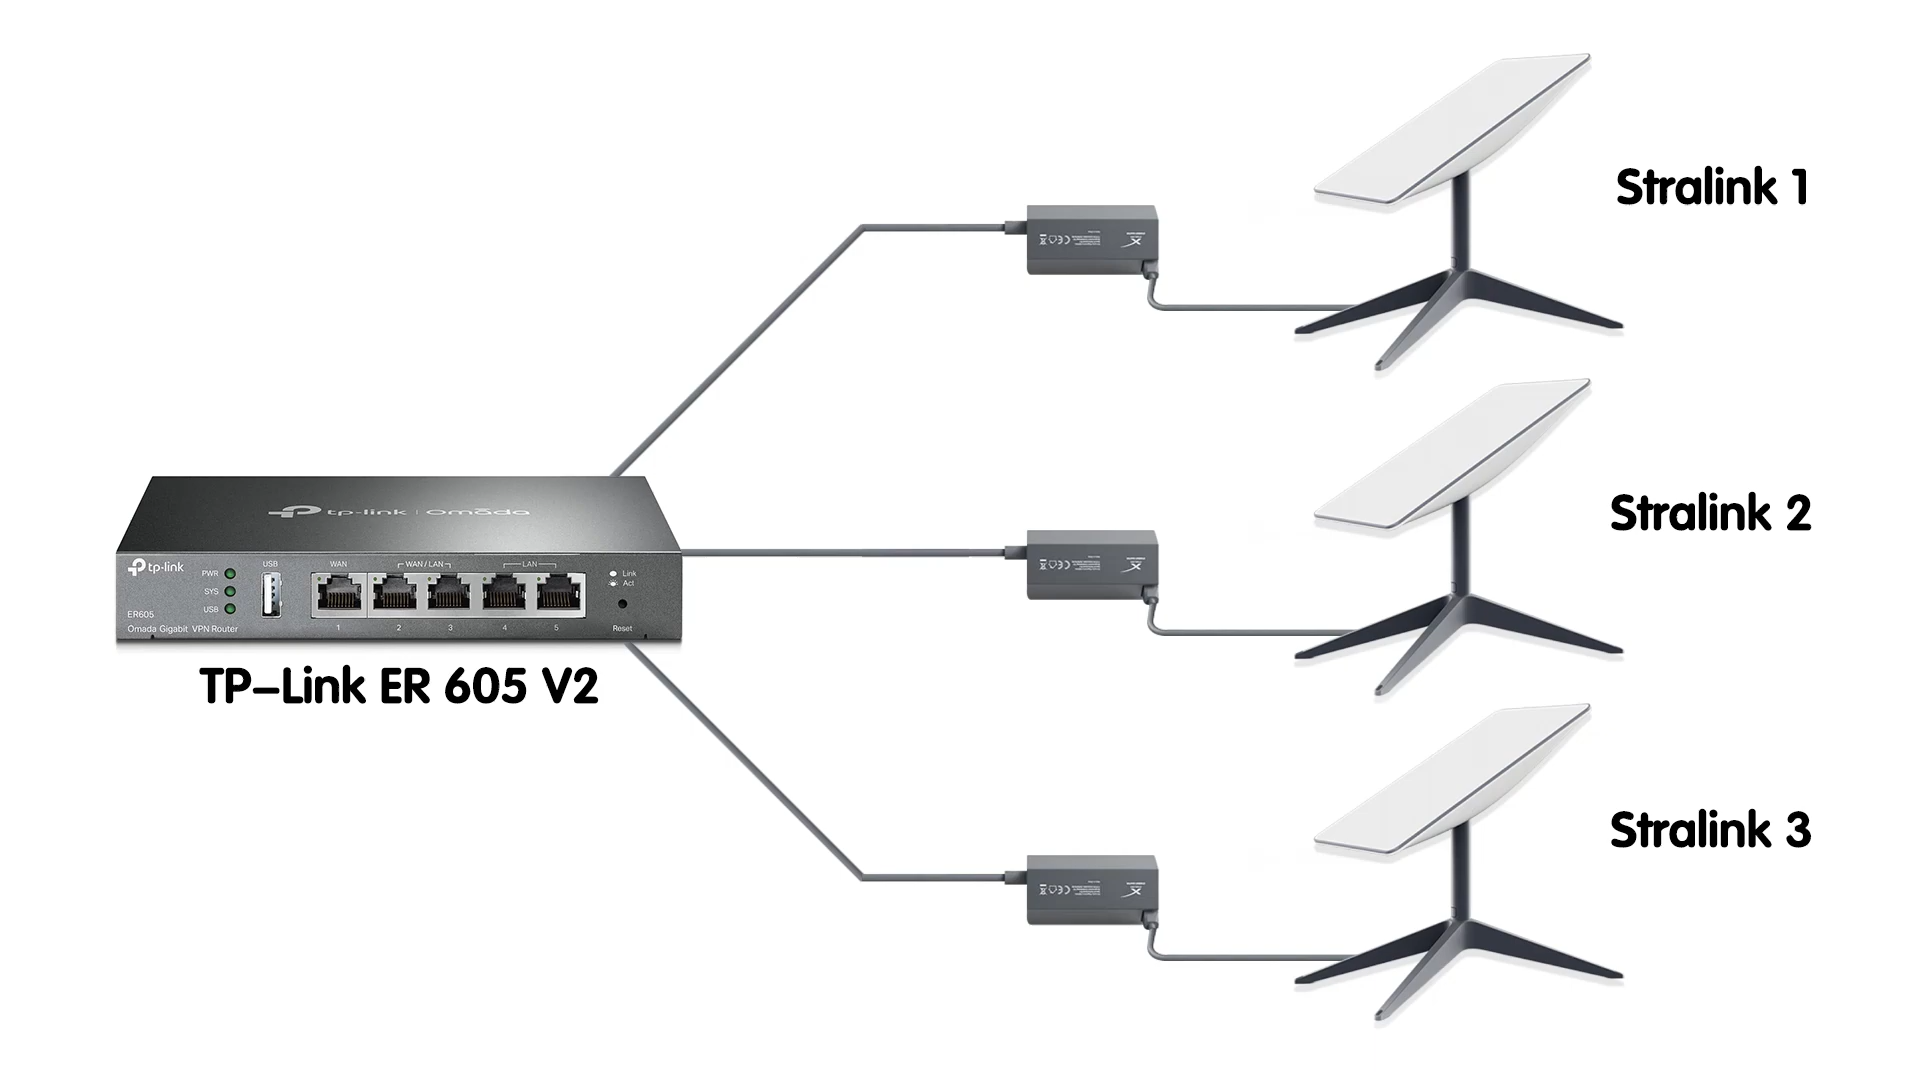 Stralink 1
Stralink 2
tp-link | omada
tp-link
PWR
SYS
USB
USB
WAN
WAN / LAN
LAN
Link
Act
ER605
Omada Gigabit VPN Router
1
2
3
4
5
Reset
TP-Link ER 605 V2
Stralink 3